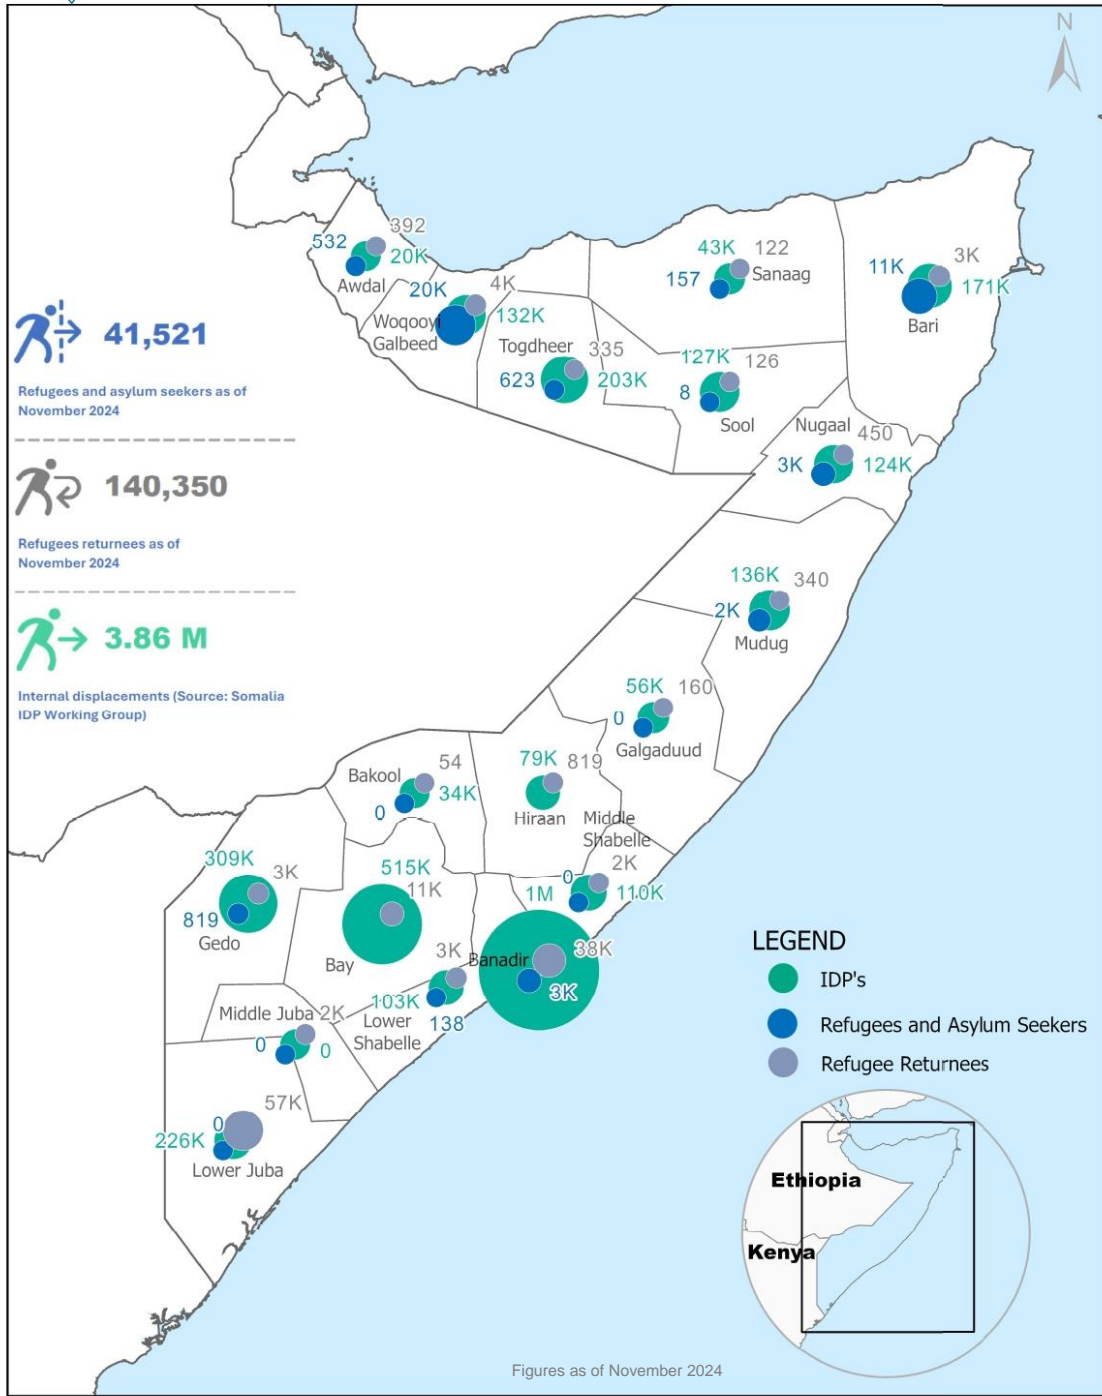 N
41,521
Refugees and asylum seekers as of
November 2024
140,350
Refugees returnees as of
November 2024
3.86 M
Internal displacements (Source: Somalia
IDP Working Group)
392
532
20K
Awdal
4K
20K
132K
Woqooyi
Galbeed
Togdheer
335
623
203K
43K
122
157
Sanaag
127K
126
8
Sool
3K
11K
171K
Bari
Nugaal
450
3K
124K
136K
340
2K
Mudug
56K
160
0
Galgaduud
79K
819
Hiraan
Middle
Shabelle
2K
0
110K
54
Bakool
34K
0
309K
3K
819
Gedo
515K
11K
Bay
1M
38K
Banadir
3K
3K
103K
138
Lower
Shabelle
Middle Juba
2K
0
0
57K
0
226K
Lower Juba
LEGEND
IDP's
Refugees and Asylum Seekers
Refugee Returnees
Ethiopia
Kenya
Figures as of November 2024